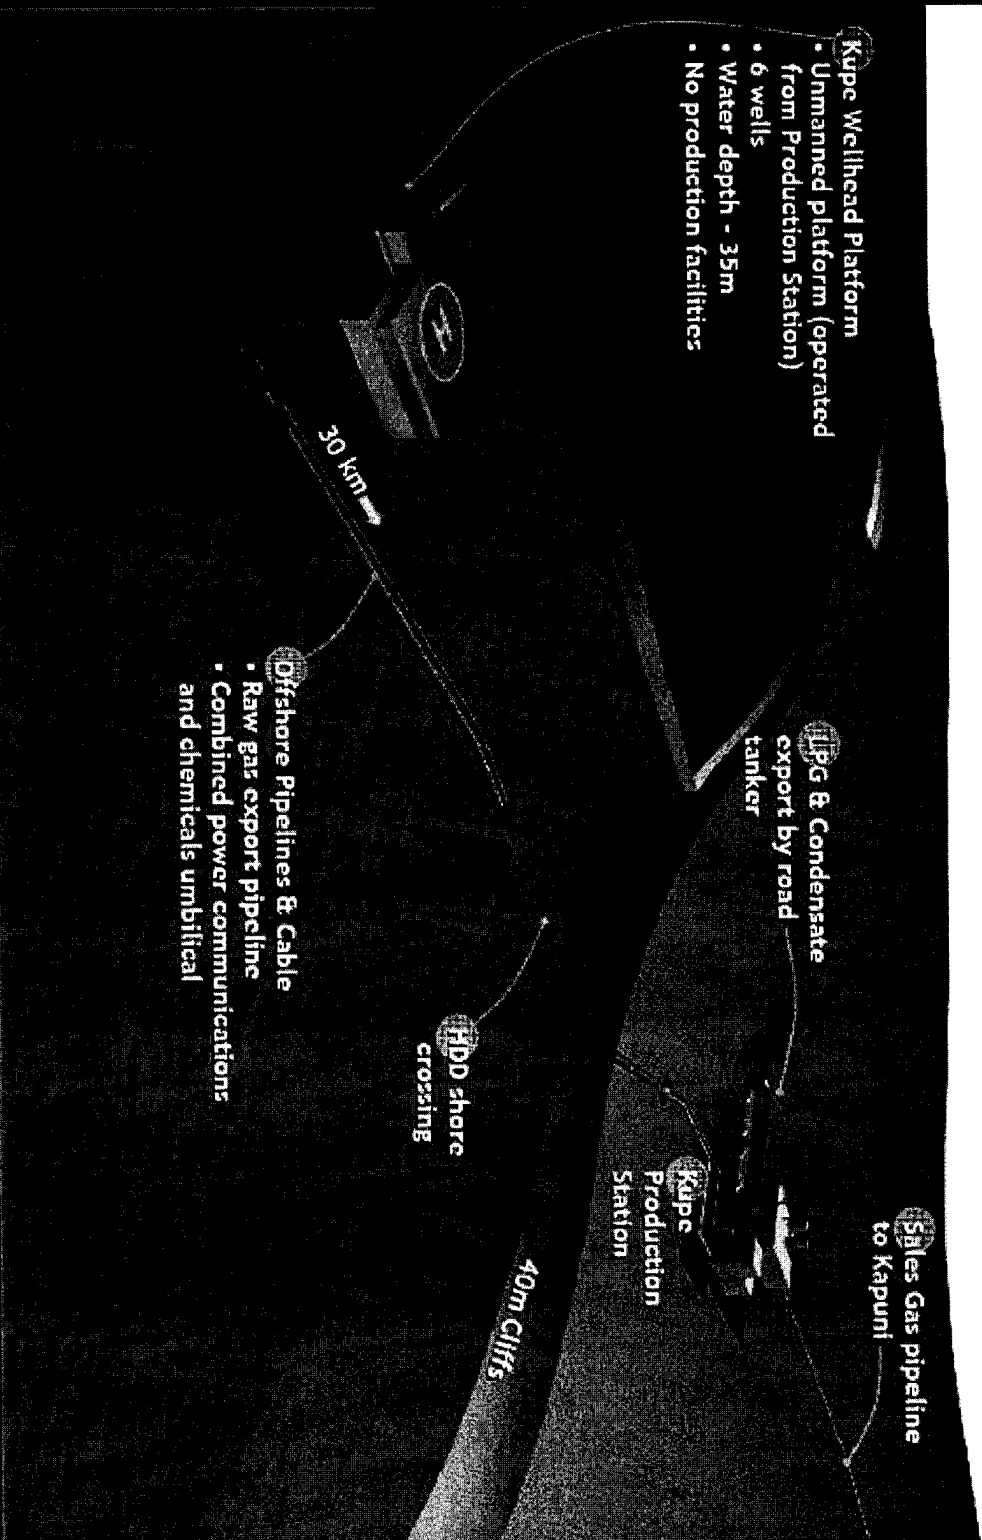 Kupe Wellhead Platform
• Unmanned platform (operated
from Production Station)
• 6 wells
• Water depth - 35m
• No production facilities
H
30 km
Offshore Pipelines & Cable
• Raw gas export pipeline
• Combined power communications
and chemicals umbilical
LPG & Condensate
export by road
tanker
HDD shore
crossing
Kupe
Production
Station
40m Cliffs
Sales Gas pipeline
to Kapuni